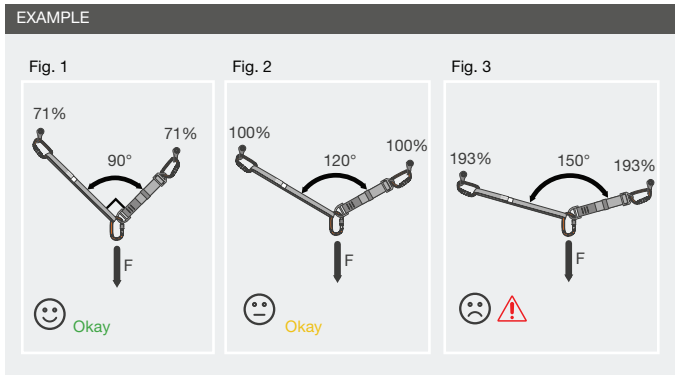 EXAMPLE
Fig. 1
71%
71%
90°
F
Okay
Fig. 2
100%
100%
120°
F
Okay
Fig. 3
193%
193%
150°
F